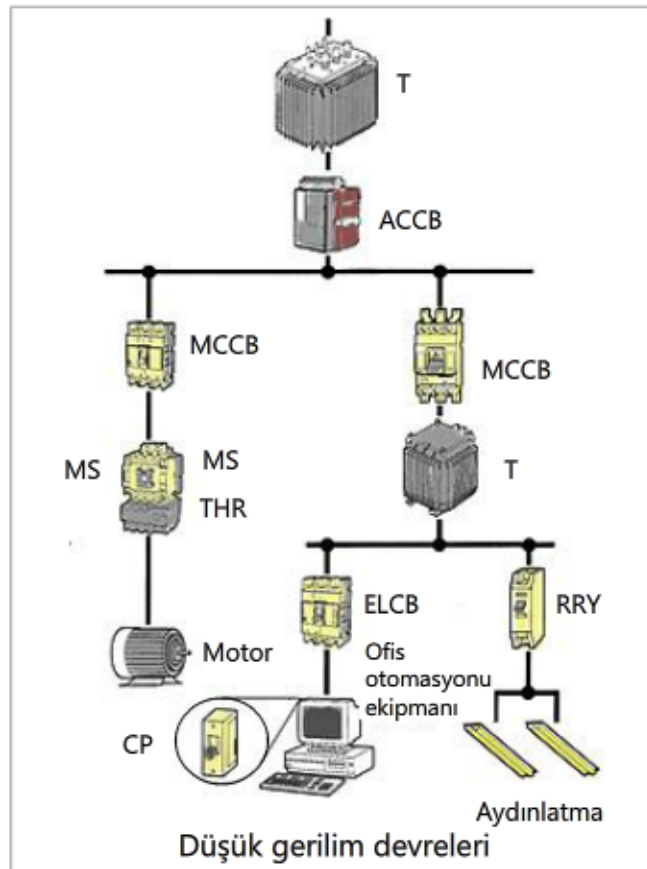 T
ACCB
MCCB
MCCB
MS
MS
THR
T
ELCB
RRY
Motor
Ofis
otomasyonu
ekipmanı
CP
Aydınlatma
Düşük gerilim devreleri